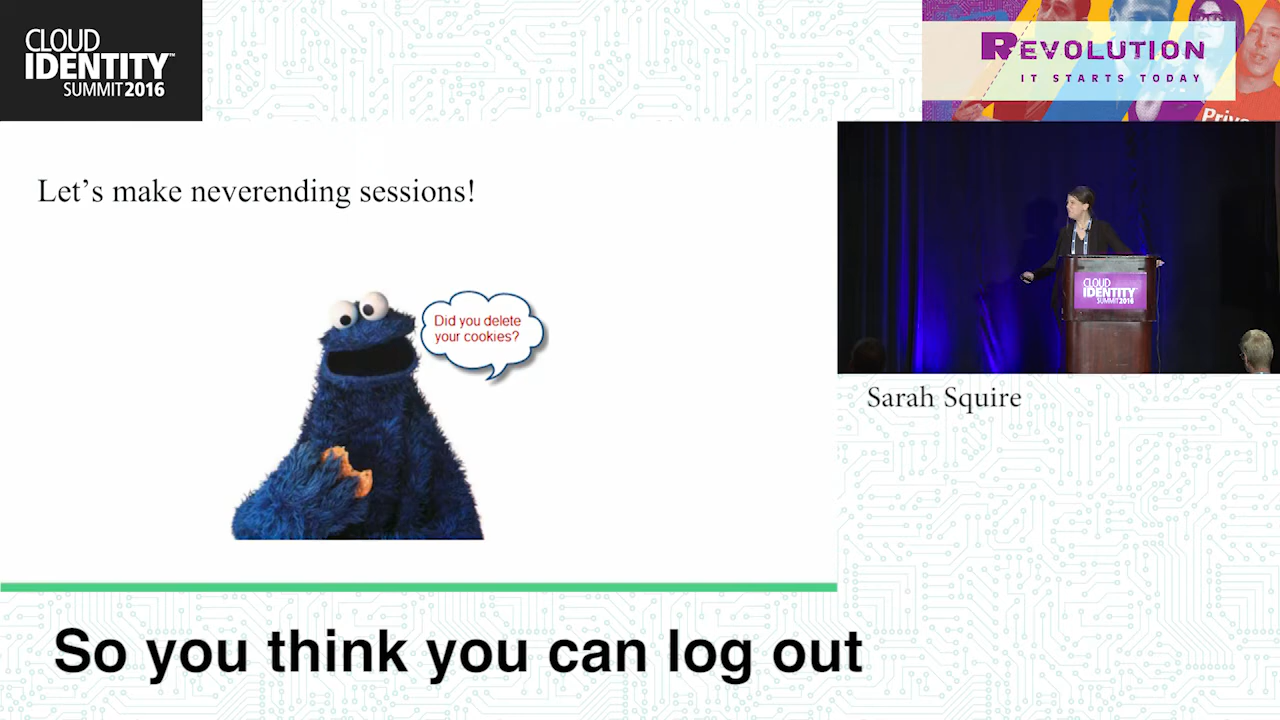 CLOUD
IDENTITY™
SUMMIT 2016
REVOLUTION
IT STARTS TODAY
Let's make neverending sessions!
Did you delete
your cookies?
CLOUD
IDENTITY
SUMMIT 2016
Sarah Squire
So you think you can log out